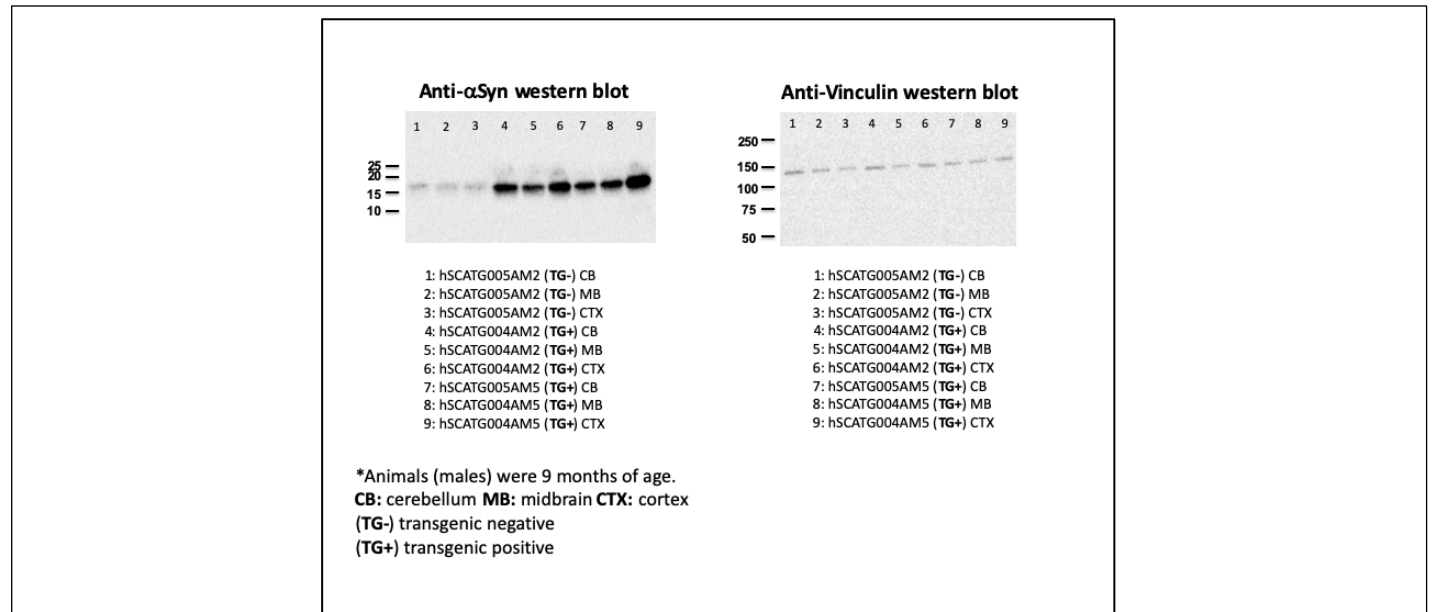 Anti-αSyn western blot
1 2 3 4 5 6 7 8 9
25
20
15
10
1: hSCATG005AM2 (TG-) CB
2: hSCATG005AM2 (TG-) MB
3: hSCATG005AM2 (TG-) CTX
4: hSCATG004AM2 (TG+) CB
5: hSCATG004AM2 (TG+) MB
6: hSCATG004AM2 (TG+) CTX
7: hSCATG005AM5 (TG+) CB
8: hSCATG004AM5 (TG+) MB
9: hSCATG004AM5 (TG+) CTX
Anti-Vinculin western blot
1 2 3 4 5 6 7 8 9
250
150
100
75
50
1: hSCATG005AM2 (TG-) CB
2: hSCATG005AM2 (TG-) MB
3: hSCATG005AM2 (TG-) CTX
4: hSCATG004AM2 (TG+) CB
5: hSCATG004AM2 (TG+) MB
6: hSCATG004AM2 (TG+) CTX
7: hSCATG005AM5 (TG+) CB
8: hSCATG004AM5 (TG+) MB
9: hSCATG004AM5 (TG+) CTX
*Animals (males) were 9 months of age.
CB: cerebellum MB: midbrain CTX: cortex
(TG-) transgenic negative
(TG+) transgenic positive